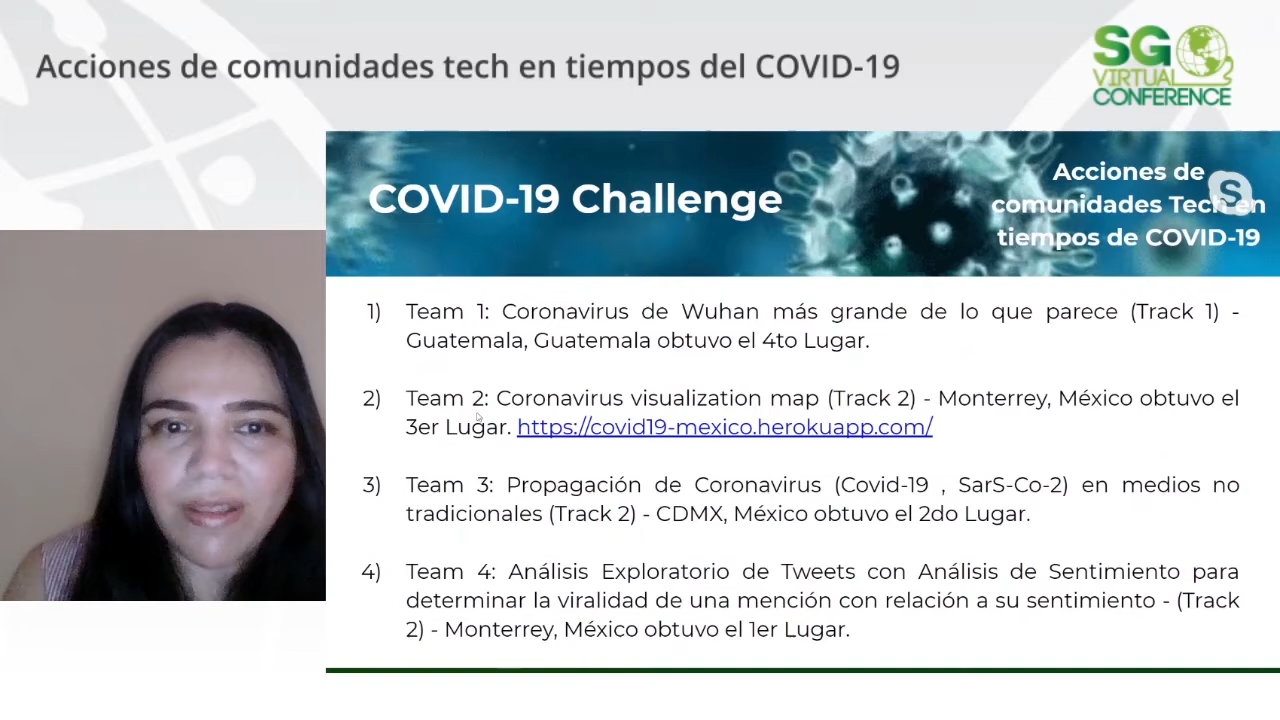 Acciones de comunidades tech en tiempos del COVID-19
SG
VIRTUAL
CONFERENCE
COVID-19 Challenge
Acciones de
comunidades Tech en
tiempos de COVID-19
S
1) Team 1: Coronavirus de Wuhan más grande de lo que parece (Track 1) -
Guatemala, Guatemala obtuvo el 4to Lugar.
2) Team 2: Coronavirus visualization map (Track 2) - Monterrey, México obtuvo el
3er Lugar. https://covid19-mexico.herokuapp.com/
3) Team 3: Propagación de Coronavirus (Covid-19 , SarS-Co-2) en medios no
tradicionales (Track 2) - CDMX, México obtuvo el 2do Lugar.
4) Team 4: Análisis Exploratorio de Tweets con Análisis de Sentimiento para
determinar la viralidad de una mención con relación a su sentimiento - (Track
2) - Monterrey, México obtuvo el 1er Lugar.